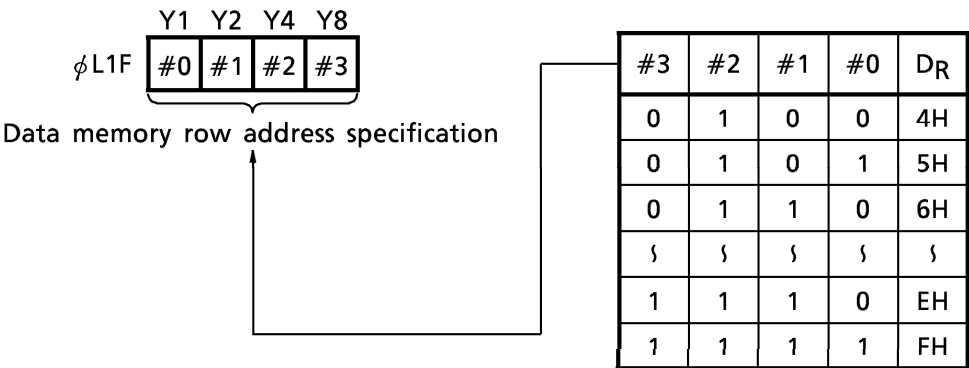 Y1 Y2 Y4 Y8
ϕL1F #0 #1 #2 #3
Data memory row address specification
#3 #2 #1 #0 DR
0 1 0 0 4H
0 1 0 1 5H
0 1 1 0 6H
≀ ≀ ≀ ≀ ≀
1 1 1 0 EH
1 1 1 1 FH